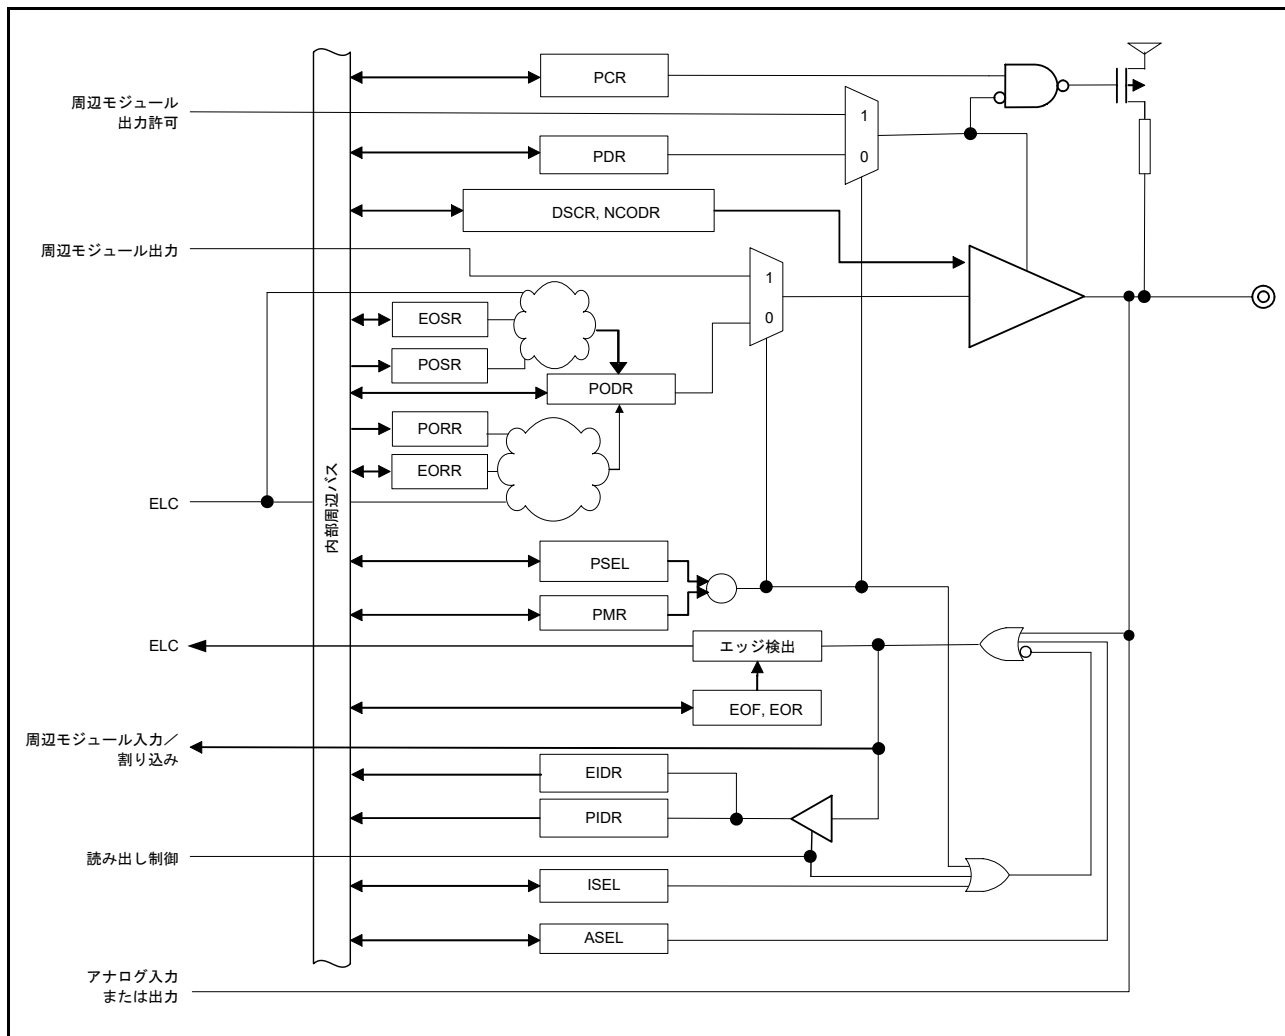 PCR
周辺モジュール
出力許可
1
0
PDR
DSCR, NCODR
周辺モジュール出力
1
0
EOSR
POSR
PODR
PORR
EORR
内部周辺バス
ELC
PSEL
PMR
ELC
エッジ検出
EOF, EOR
周辺モジュール入力／
割り込み
EIDR
PIDR
読み出し制御
ISEL
ASEL
アナログ入力
または出力